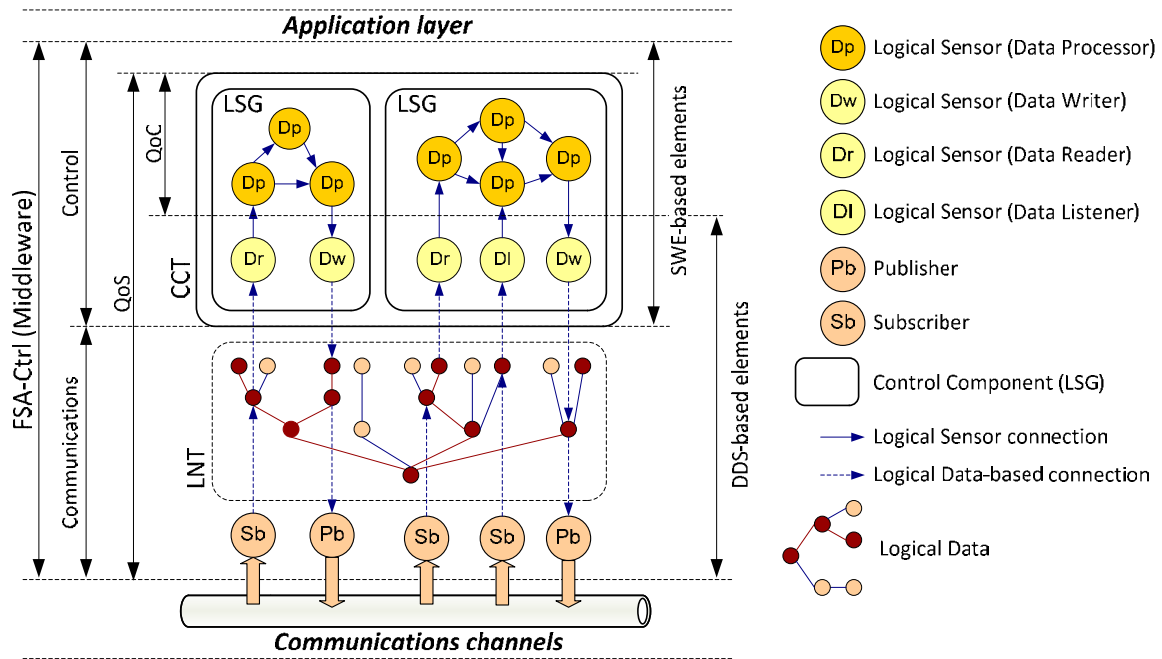 Application layer
FSA-Ctrl (Middleware)
Control
Communications
QoS
QoC
CCT
LSG
Dp
Dp
Dp
Dr
Dw
LSG
Dp
Dp
Dp
Dp
Dr
Dl
Dw
LNT
Sb
Pb
Sb
Sb
Pb
SWE-based elements
DDS-based elements
Communications channels
Dp Logical Sensor (Data Processor)
Dw Logical Sensor (Data Writer)
Dr Logical Sensor (Data Reader)
Dl Logical Sensor (Data Listener)
Pb Publisher
Sb Subscriber
Control Component (LSG)
Logical Sensor connection
Logical Data-based connection
Logical Data